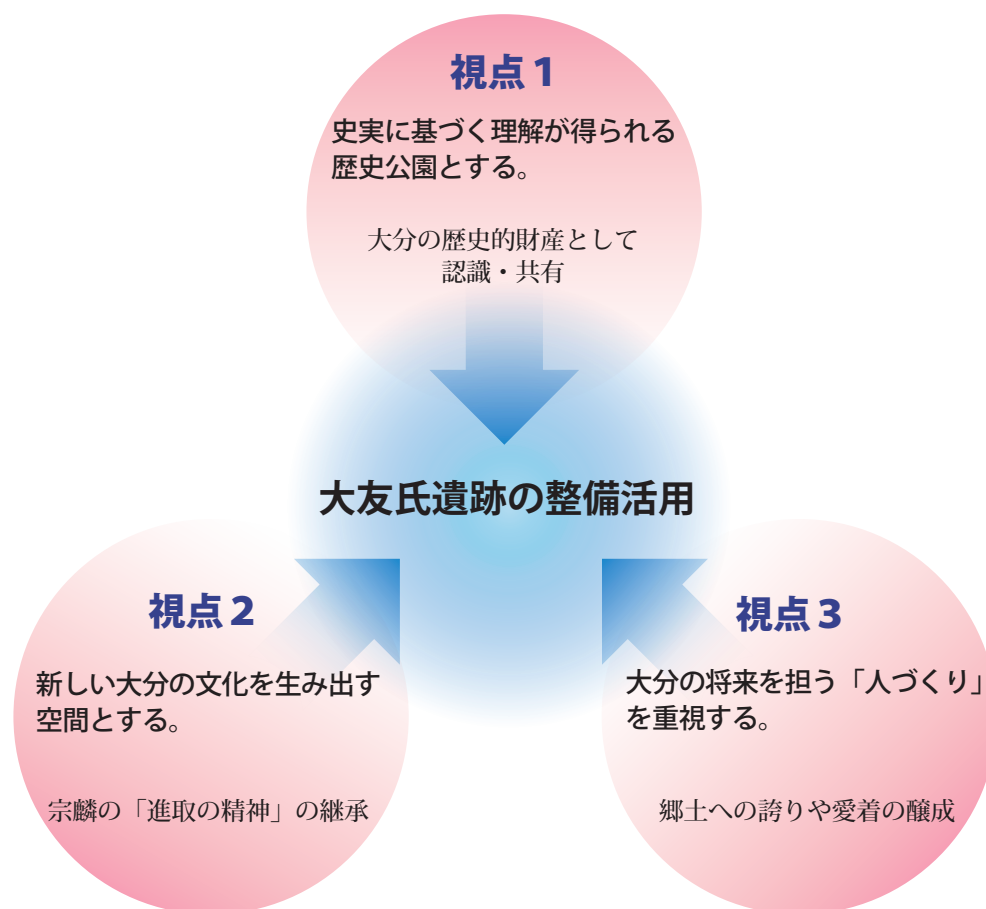 視点1
史実に基づく理解が得られる
歴史公園とする。
大分の歴史的財産として
認識・共有
大友氏遺跡の整備活用
視点2
新しい大分の文化を生み出す
空間とする。
宗麟の「進取の精神」の継承
視点3
大分の将来を担う「人づくり」
を重視する。
郷土への誇りや愛着の醸成